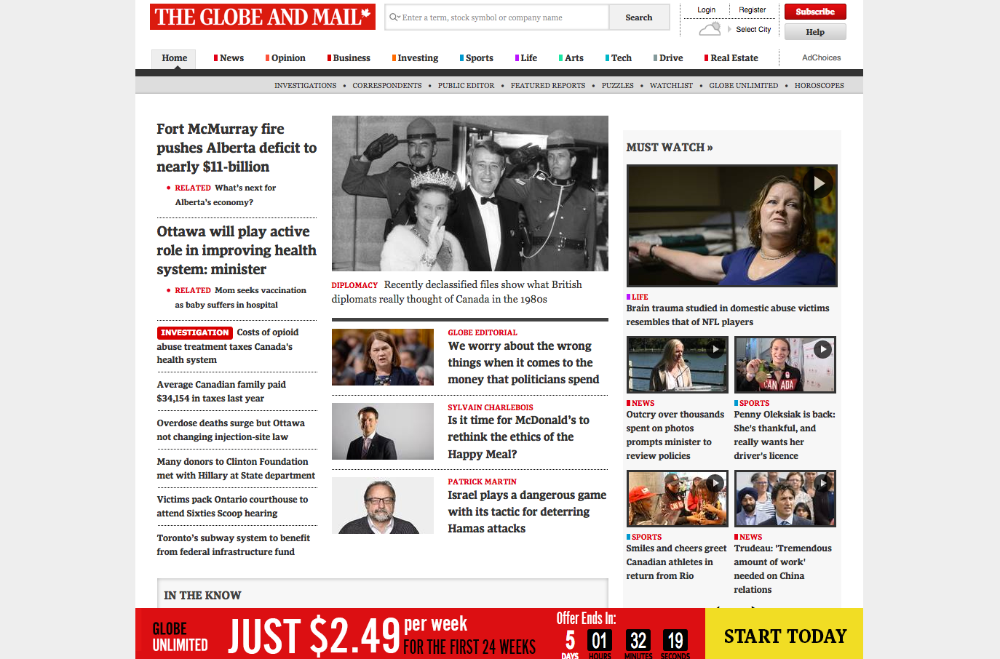 THE GLOBE AND MAIL
Enter a term, stock symbol or company name
Search
Login
Register
Select City
Subscribe
Help
Home
News
Opinion
Business
Investing
Sports
Life
Arts
Tech
Drive
Real Estate
AdChoices
INVESTIGATIONS • CORRESPONDENTS • PUBLIC EDITOR • FEATURED REPORTS • PUZZLES • WATCHLIST • GLOBE UNLIMITED • HOROSCOPES
Fort McMurray fire
pushes Alberta deficit to
nearly $11-billion
• RELATED What's next for
Alberta's economy?
Ottawa will play active
role in improving health
system: minister
• RELATED Mom seeks vaccination
as baby suffers in hospital
INVESTIGATION Costs of opioid
abuse treatment taxes Canada's
health system
Average Canadian family paid
$34,154 in taxes last year
Overdose deaths surge but Ottawa
not changing injection-site law
Many donors to Clinton Foundation
met with Hillary at State department
Victims pack Ontario courthouse to
attend Sixties Scoop hearing
Toronto's subway system to benefit
from federal infrastructure fund
DIPLOMACY Recently declassified files show what British
diplomats really thought of Canada in the 1980s
GLOBE EDITORIAL
We worry about the wrong
things when it comes to the
money that politicians spend
SYLVAIN CHARLEBOIS
Is it time for McDonald's to
rethink the ethics of the
Happy Meal?
PATRICK MARTIN
Israel plays a dangerous game
with its tactic for deterring
Hamas attacks
IN THE KNOW
MUST WATCH »
LIFE
Brain trauma studied in domestic abuse victims
resembles that of NFL players
CANADA
NEWS
Outcry over thousands
spent on photos
prompts minister to
review policies
SPORTS
Penny Oleksiak is back:
She's thankful, and
really wants her
driver's licence
SPORTS
Smiles and cheers greet
Canadian athletes in
return from Rio
NEWS
Trudeau: 'Tremendous
amount of work'
needed on China
relations
GLOBE
UNLIMITED
JUST $2.49 per week
FOR THE FIRST 24 WEEKS
Offer Ends In:
5 01 32 19
DAYS HOURS MINUTES SECONDS
START TODAY